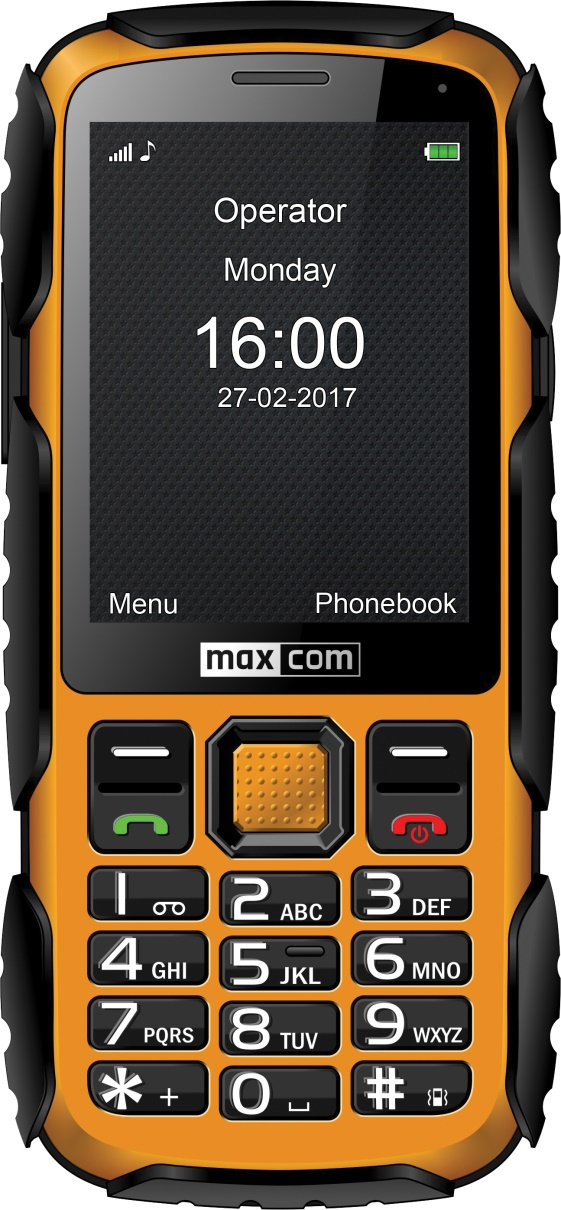 Operator
Monday
16:00
27-02-2017
Menu Phonebook
maxcom
1 2 ABC 3 DEF
4 GHI 5 JKL 6 MNO
7 PQRS 8 TUV 9 WXYZ
* + 0 #